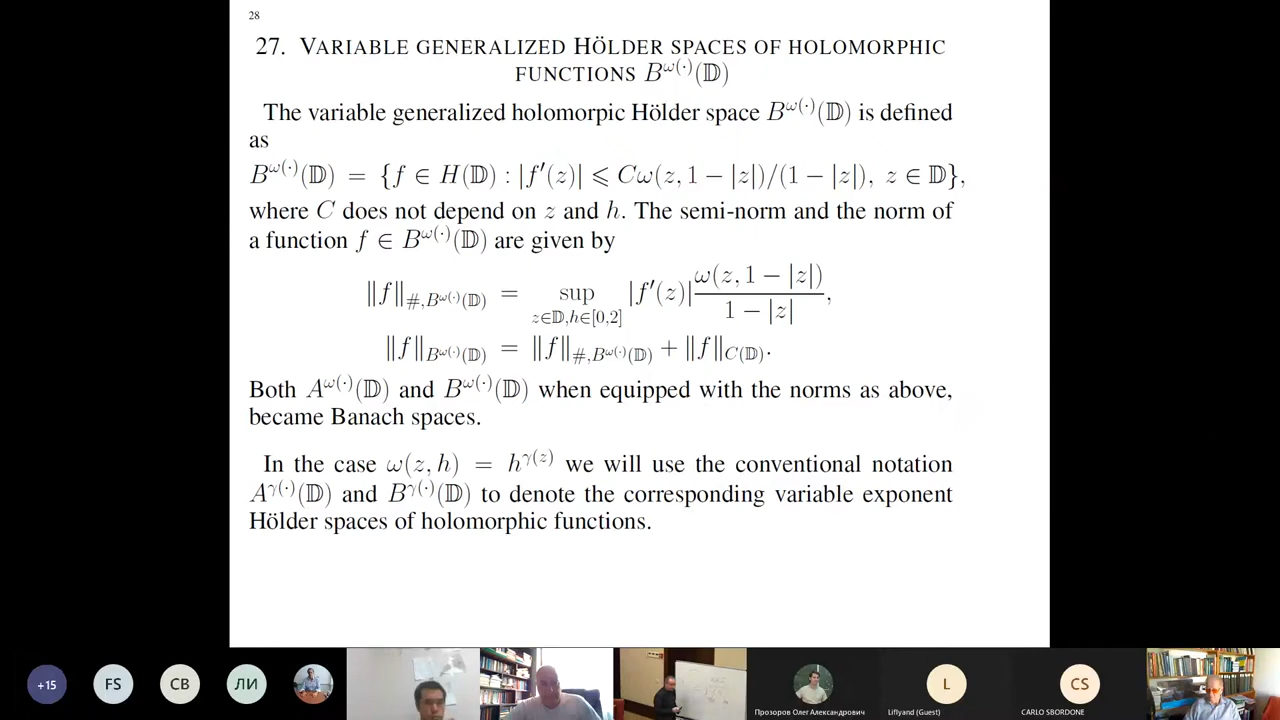 28
27. VARIABLE GENERALIZED HÖLDER SPACES OF HOLOMORPHIC
FUNCTIONS B^{ω(·)}(𝔻)
The variable generalized holomorpic Hölder space B^{ω(·)}(𝔻) is defined
as
B^{ω(·)}(𝔻) = {f ∈ H(𝔻) : |f′(z)| ⩽ Cω(z, 1 − |z|)/(1 − |z|), z ∈ 𝔻},
where C does not depend on z and h. The semi-norm and the norm of
a function f ∈ B^{ω(·)}(𝔻) are given by
‖f‖_{#,B^{ω(·)}(𝔻)} = sup_{z∈𝔻,h∈[0,2]} |f′(z)| \frac{ω(z, 1 − |z|)}{1 − |z|},
‖f‖_{B^{ω(·)}(𝔻)} = ‖f‖_{#,B^{ω(·)}(𝔻)} + ‖f‖_{C(𝔻)}.
Both A^{ω(·)}(𝔻) and B^{ω(·)}(𝔻) when equipped with the norms as above,
became Banach spaces.
In the case ω(z, h) = h^{γ(z)} we will use the conventional notation
A^{γ(·)}(𝔻) and B^{γ(·)}(𝔻) to denote the corresponding variable exponent
Hölder spaces of holomorphic functions.
+15 FS СВ ЛИ L CS
Прозоров Олег Александрович Liflyand (Guest) CARLO SBORDONE